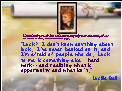 "Luck? I don't know anything about
luck. I've never banked on it, and
I'm afraid of people who do. Luck
to me is something else: hard
work - and realizing what is
opportunity and what isn't."
Lucille Ball